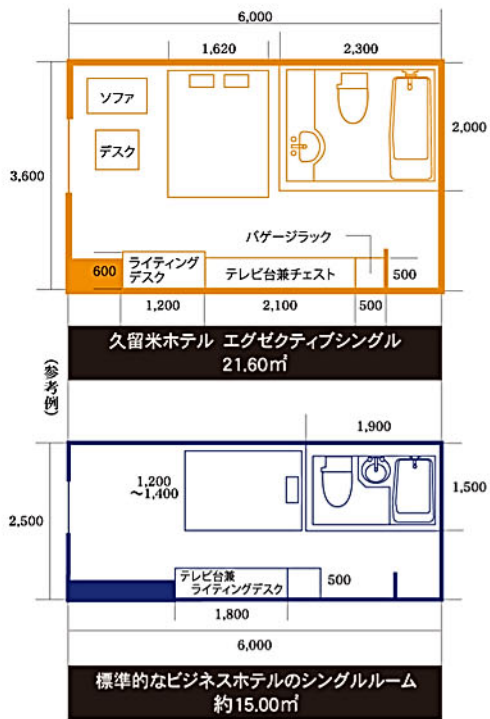 6,000
1,620
2,300
ソファ
デスク
3,600
2,000
バゲージラック
600
ライティング
デスク
テレビ台兼チェスト
500
1,200
2,100
500
久留米ホテル エグゼクティブシングル
21.60㎡
(参考例)
1,900
1,200
～1,400
2,500
1,500
テレビ台兼
ライティングデスク
500
1,800
6,000
標準的なビジネスホテルのシングルルーム
約15.00㎡